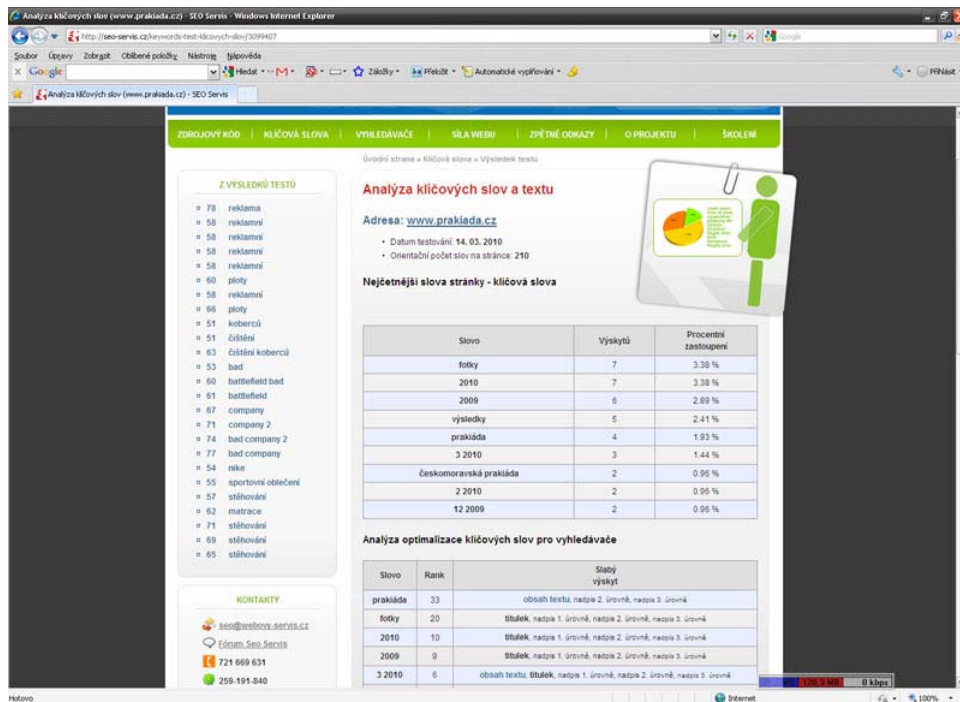 Analýza klíčových slov (www.prakiada.cz) - SEO Servis - Windows Internet Explorer
http://seo-servis.cz/keywords-test-klicovych-slov/3099407
Google
Soubor Úpravy Zobrazit Oblíbené položky Nástroje Nápověda
x Google Hledat Záložky Přeložit Automatické vyplňování Přihlásit
Analýza klíčových slov (www.prakiada.cz) - SEO Servis
ZDROJOVÝ KÓD | KLÍČOVÁ SLOVA | VYHLEDÁVAČE | SÍLA WEBU | ZPĚTNÉ ODKAZY | O PROJEKTU | ŠKOLENÍ
Úvodní strana » Klíčová slova » Výsledek testu
Z VÝSLEDKŮ TESTŮ
78 reklama
58 reklamní
58 reklamní
58 reklamní
58 reklamní
60 ploty
58 reklamní
66 ploty
51 koberců
51 čištění
63 čištění koberců
53 bad
60 battlefield bad
61 battlefield
67 company
71 company 2
74 bad company 2
77 bad company
54 nike
55 sportovní oblečení
57 stěhování
62 matrace
71 stěhování
69 stěhování
65 stěhování
KONTAKTY
seo@webovy-servis.cz
Fórum Seo Servis
721 669 631
259-191-840
Analýza klíčových slov a textu
Adresa: www.prakiada.cz
• Datum testování: 14. 03. 2010
• Orientační počet slov na stránce: 210
Nejčetnější slova stránky - klíčová slova
Slovo Výskytů Procentní zastoupení
fotky 7 3.38 %
2010 7 3.38 %
2009 6 2.89 %
výsledky 5 2.41 %
prakiáda 4 1.93 %
3 2010 3 1.44 %
českomoravská prakiáda 2 0.96 %
2 2010 2 0.96 %
12 2009 2 0.96 %
Analýza optimalizace klíčových slov pro vyhledávače
Slovo Rank Slabý výskyt
prakiáda 33 obsah textu, nadpis 2. úrovně, nadpis 3. úrovně
fotky 20 titulek, nadpis 1. úrovně, nadpis 2. úrovně, nadpis 3. úrovně
2010 10 titulek, nadpis 1. úrovně, nadpis 2. úrovně, nadpis 3. úrovně
2009 9 titulek, nadpis 1. úrovně, nadpis 2. úrovně, nadpis 3. úrovně
3 2010 6 obsah textu, titulek, nadpis 1. úrovně, nadpis 2. úrovně, nadpis 3. úrovně
0 kbps
Hotovo Internet 100%